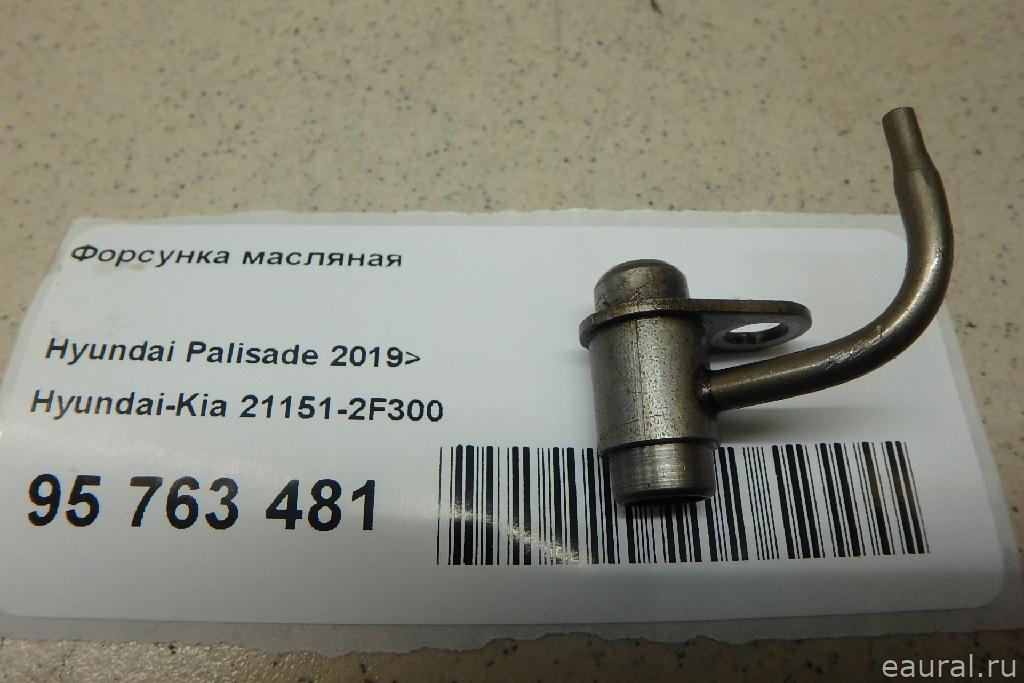 Форсунка масляная
Hyundai Palisade 2019>
Hyundai-Kia 21151-2F300
95 763 481
eaural.ru